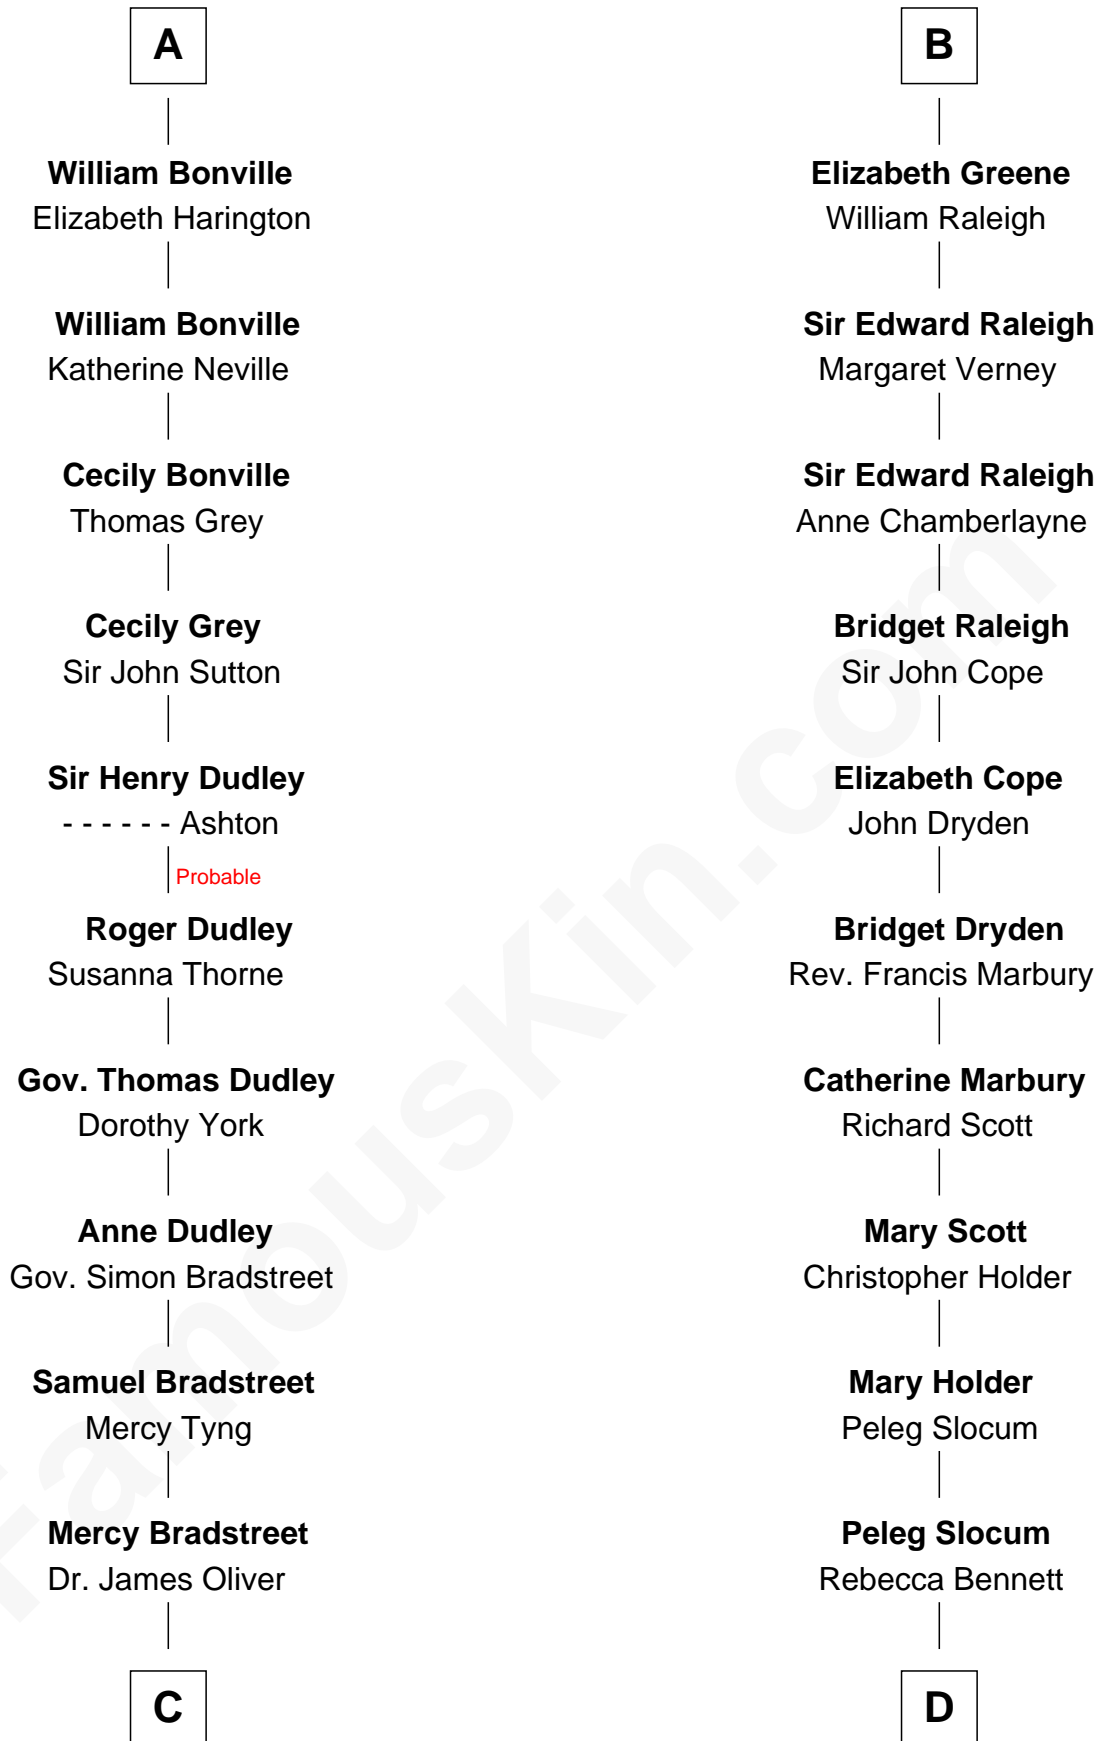 A
William Bonville
Elizabeth Harington
William Bonville
Katherine Neville
Cecily Bonville
Thomas Grey
Cecily Grey
Sir John Sutton
Sir Henry Dudley
- - - - - - Ashton
Probable
Roger Dudley
Susanna Thorne
Gov. Thomas Dudley
Dorothy York
Anne Dudley
Gov. Simon Bradstreet
Samuel Bradstreet
Mercy Tyng
Mercy Bradstreet
Dr. James Oliver
C
B
Elizabeth Greene
William Raleigh
Sir Edward Raleigh
Margaret Verney
Sir Edward Raleigh
Anne Chamberlayne
Bridget Raleigh
Sir John Cope
Elizabeth Cope
John Dryden
Bridget Dryden
Rev. Francis Marbury
Catherine Marbury
Richard Scott
Mary Scott
Christopher Holder
Mary Holder
Peleg Slocum
Peleg Slocum
Rebecca Bennett
D
FamousKin.com